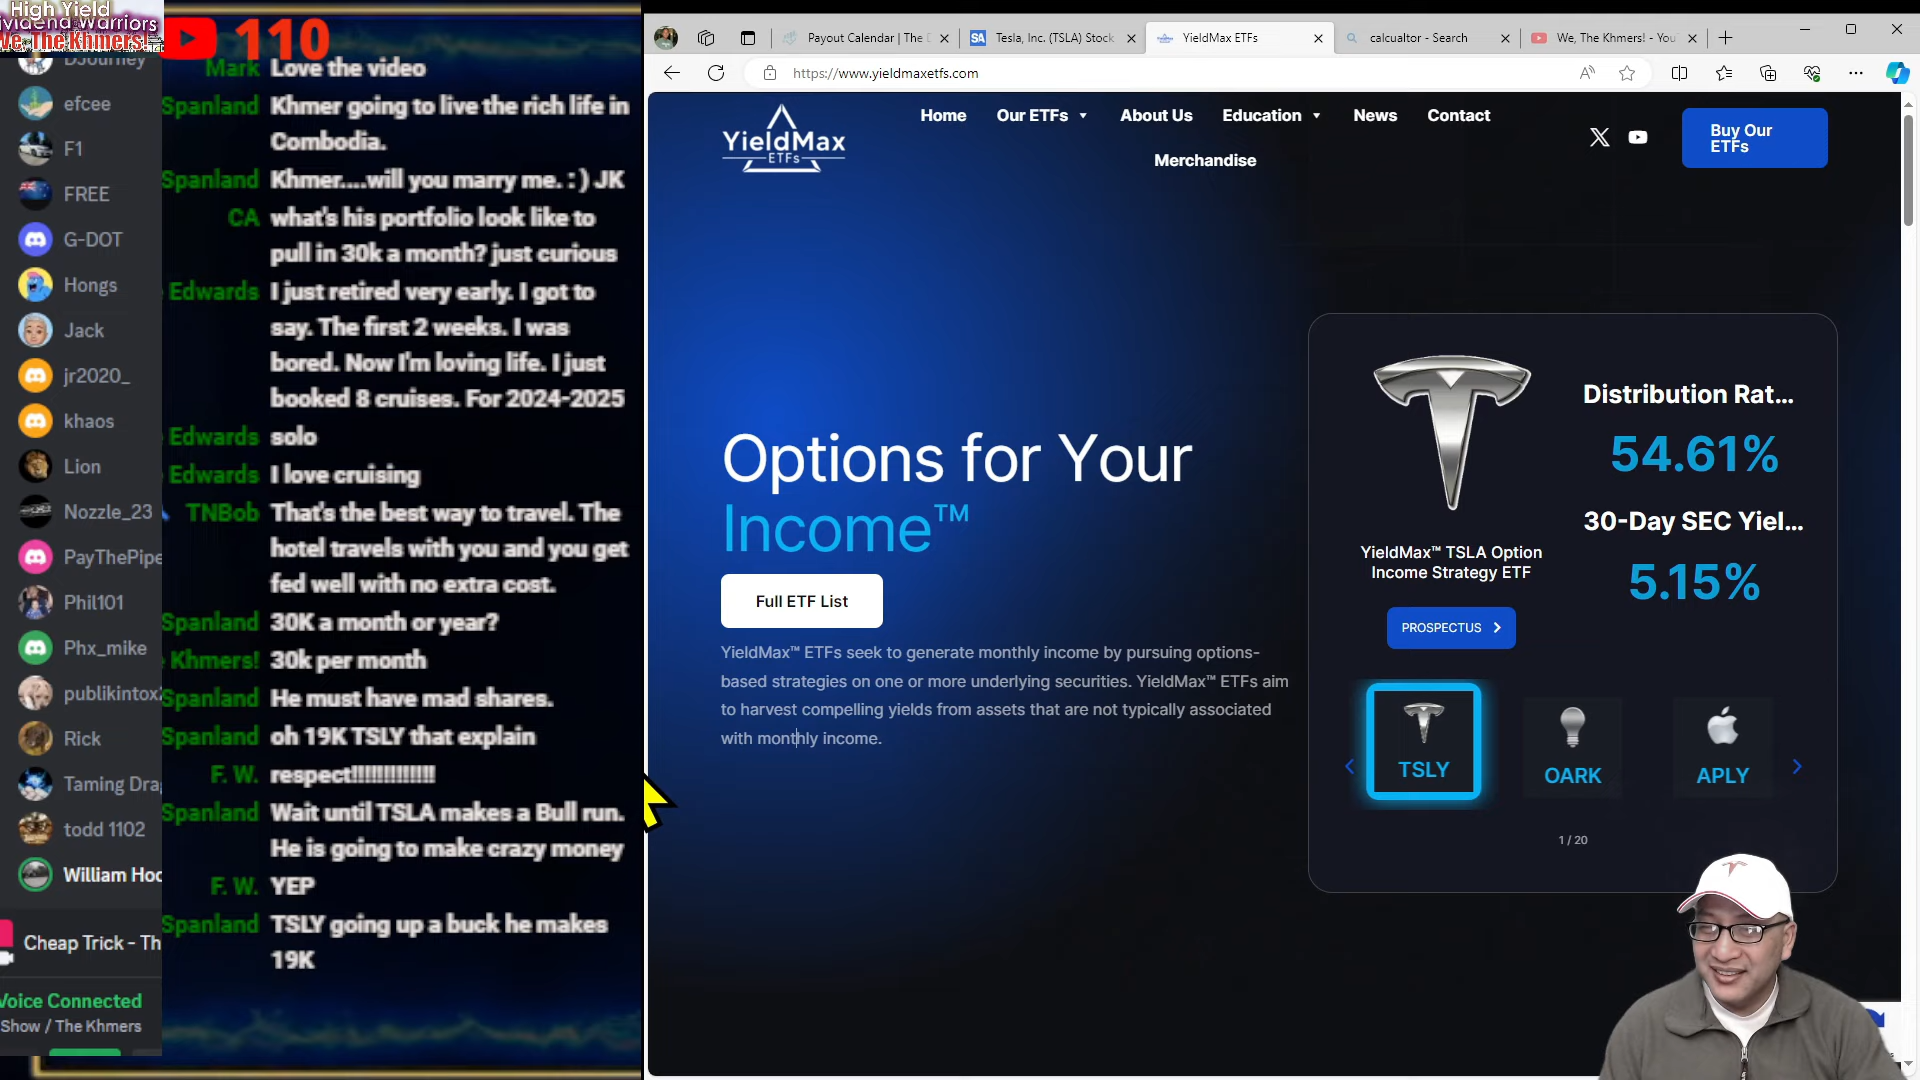 High Yield
Dividend Warriors
We, The Khmers!
110
DJourney
efcee
F1
FREE
G-DOT
Hongs
Jack
jr2020_
khaos
Lion
Nozzle_23
PayThePipe
Phil101
Phx_mike
publikintox
Rick
Taming Dra
todd 1102
William Hoo
Cheap Trick - Th
Voice Connected
Show / The Khmers
Mark Love the video
Spanland Khmer going to live the rich life in
Combodia.
Spanland Khmer....will you marry me. : ) JK
CA what's his portfolio look like to
pull in 30k a month? just curious
Edwards I just retired very early. I got to
say. The first 2 weeks. I was
bored. Now I'm loving life. I just
booked 8 cruises. For 2024-2025
Edwards solo
Edwards I love cruising
TNBob That's the best way to travel. The
hotel travels with you and you get
fed well with no extra cost.
Spanland 30K a month or year?
Khmers! 30k per month
Spanland He must have mad shares.
Spanland oh 19K TSLY that explain
F. W. respect!!!!!!!!!!!!!
Spanland Wait until TSLA makes a Bull run.
He is going to make crazy money
F. W. YEP
Spanland TSLY going up a buck he makes
19K
Payout Calendar | The D
SA Tesla, Inc. (TSLA) Stock
YieldMax ETFs
calcualtor - Search
We, The Khmers! - You
https://www.yieldmaxetfs.com
YieldMax
ETFs
Home Our ETFs About Us Education News Contact
Merchandise
Buy Our
ETFs
Options for Your
Income™
Full ETF List
YieldMax™ ETFs seek to generate monthly income by pursuing options-
based strategies on one or more underlying securities. YieldMax™ ETFs aim
to harvest compelling yields from assets that are not typically associated
with monthly income.
Distribution Rat...
54.61%
30-Day SEC Yiel...
5.15%
YieldMax™ TSLA Option
Income Strategy ETF
PROSPECTUS
TSLY
OARK
APLY
1 / 20